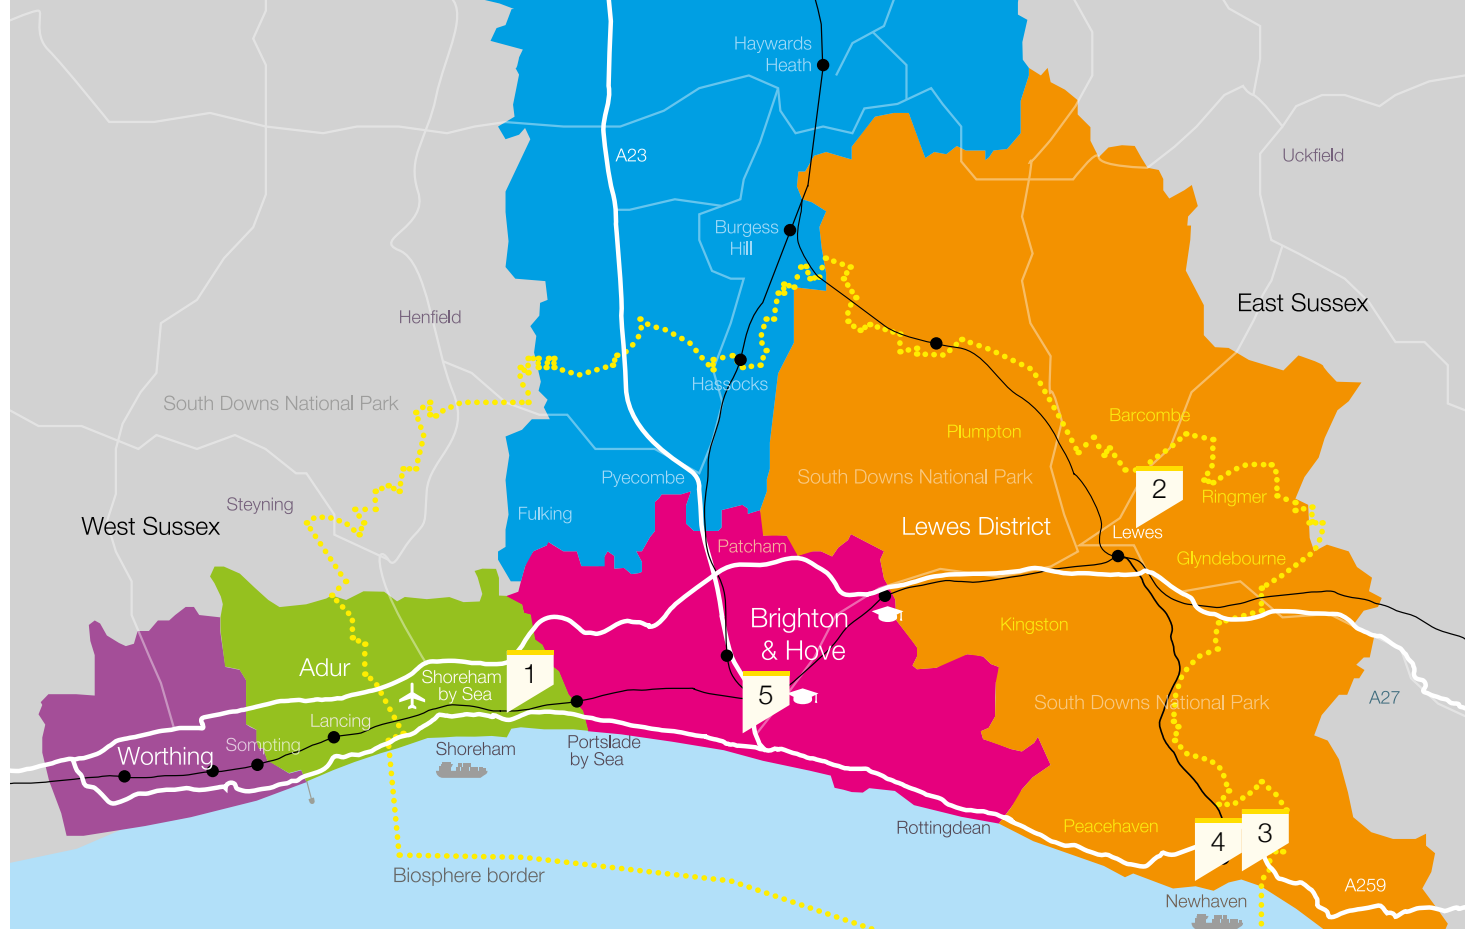 Haywards
Heath
A23
Uckfield
Burgess
Hill
East Sussex
Henfield
Hassocks
South Downs National Park
Barcombe
Plumpton
Pyecombe
South Downs National Park
2
Ringmer
Steyning
Fulking
West Sussex
Lewes District
Lewes
Patcham
Glyndebourne
Brighton
& Hove
Kingston
Adur
1
Shoreham
by Sea
5
South Downs National Park
A27
Lancing
Sompting
Worthing
Shoreham
Portslade
by Sea
Rottingdean
Peacehaven
4
3
Biosphere border
A259
Newhaven